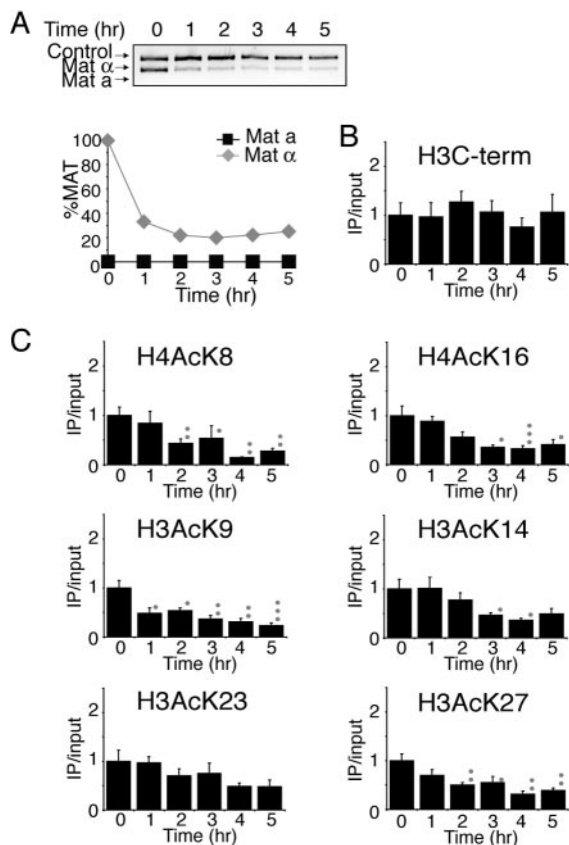 A
Time (hr) 0 1 2 3 4 5
Control
Mat α
Mat a
100
80
60
40
20
0
%MAT
Mat a
Mat α
0 1 2 3 4 5
Time (hr)
B
H3C-term
IP/input
2
1
0
0 1 2 3 4 5
Time (hr)
C
H4AcK8
IP/input
2
1
0
0 1 2 3 4 5
Time (hr)
H4AcK16
IP/input
2
1
0
0 1 2 3 4 5
Time (hr)
H3AcK9
IP/input
2
1
0
0 1 2 3 4 5
Time (hr)
H3AcK14
IP/input
2
1
0
0 1 2 3 4 5
Time (hr)
H3AcK23
IP/input
2
1
0
0 1 2 3 4 5
Time (hr)
H3AcK27
IP/input
2
1
0
0 1 2 3 4 5
Time (hr)